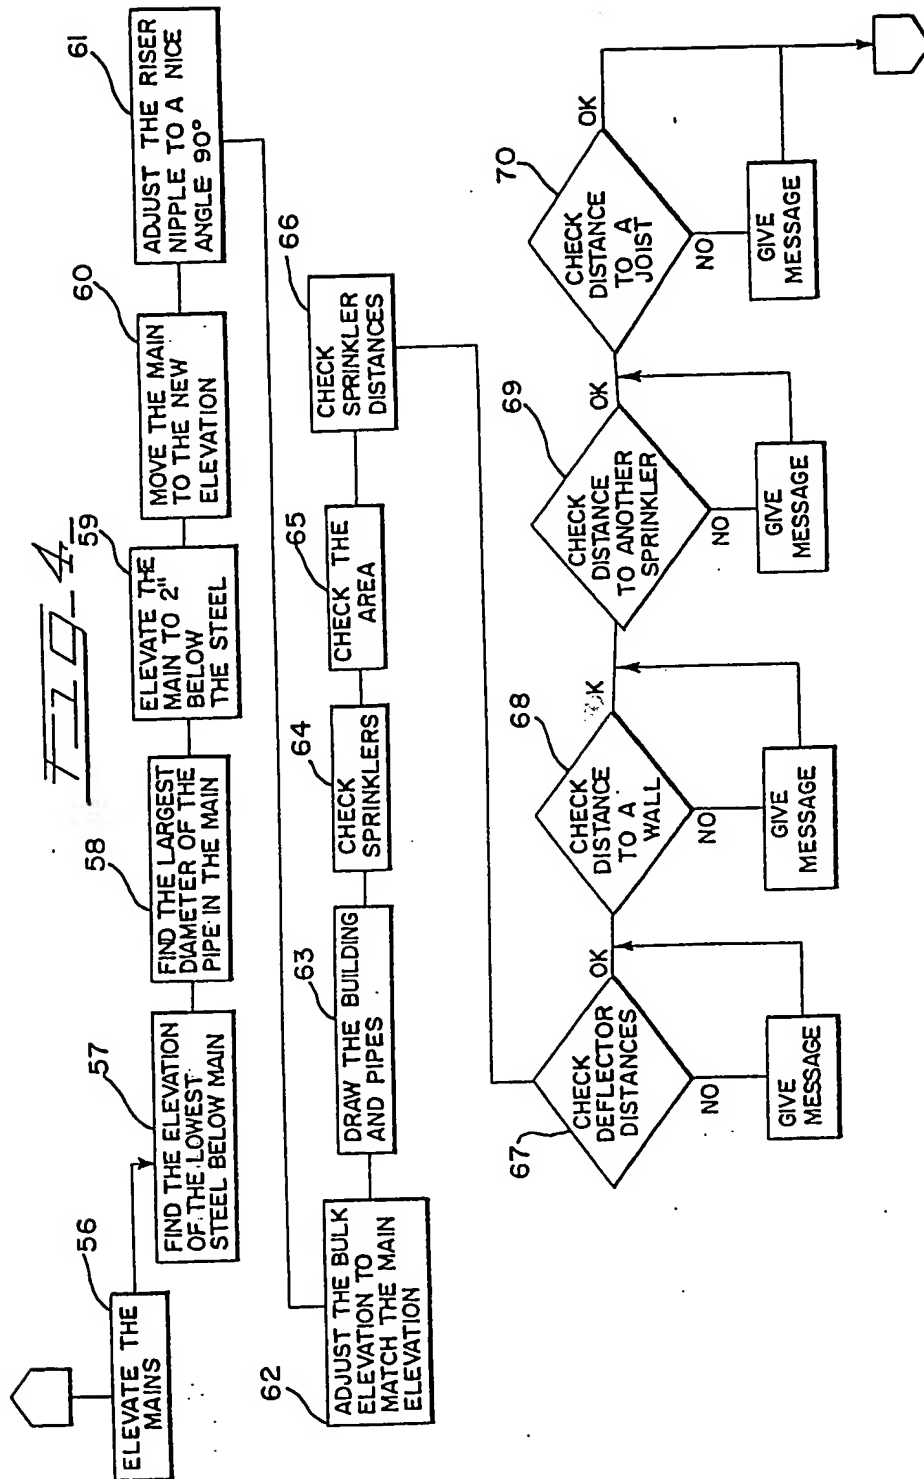 FIG_4_
56
ELEVATE THE
MAINS
57
FIND THE ELEVATION
OF THE LOWEST
STEEL BELOW MAIN
58
FIND THE LARGEST
DIAMETER OF THE
PIPE IN THE MAIN
59
ELEVATE THE
MAIN TO 2"
BELOW
THE STEEL
60
MOVE THE MAIN
TO THE NEW
ELEVATION
61
ADJUST THE RISER
NIPPLE TO A NICE
ANGLE 90°
62
ADJUST THE BULK
ELEVATION TO
MATCH THE MAIN
ELEVATION
63
DRAW THE BUILDING
AND PIPES
64
CHECK
SPRINKLERS
65
CHECK THE
AREA
66
CHECK
SPRINKLER
DISTANCES
67
CHECK
DEFLECTOR
DISTANCES
OK
NO
GIVE
MESSAGE
68
CHECK
DISTANCE
TO A
WALL
OK
NO
GIVE
MESSAGE
69
CHECK
DISTANCE
TO ANOTHER
SPRINKLER
OK
NO
GIVE
MESSAGE
70
CHECK
DISTANCE
TO A
JOIST
OK
NO
GIVE
MESSAGE